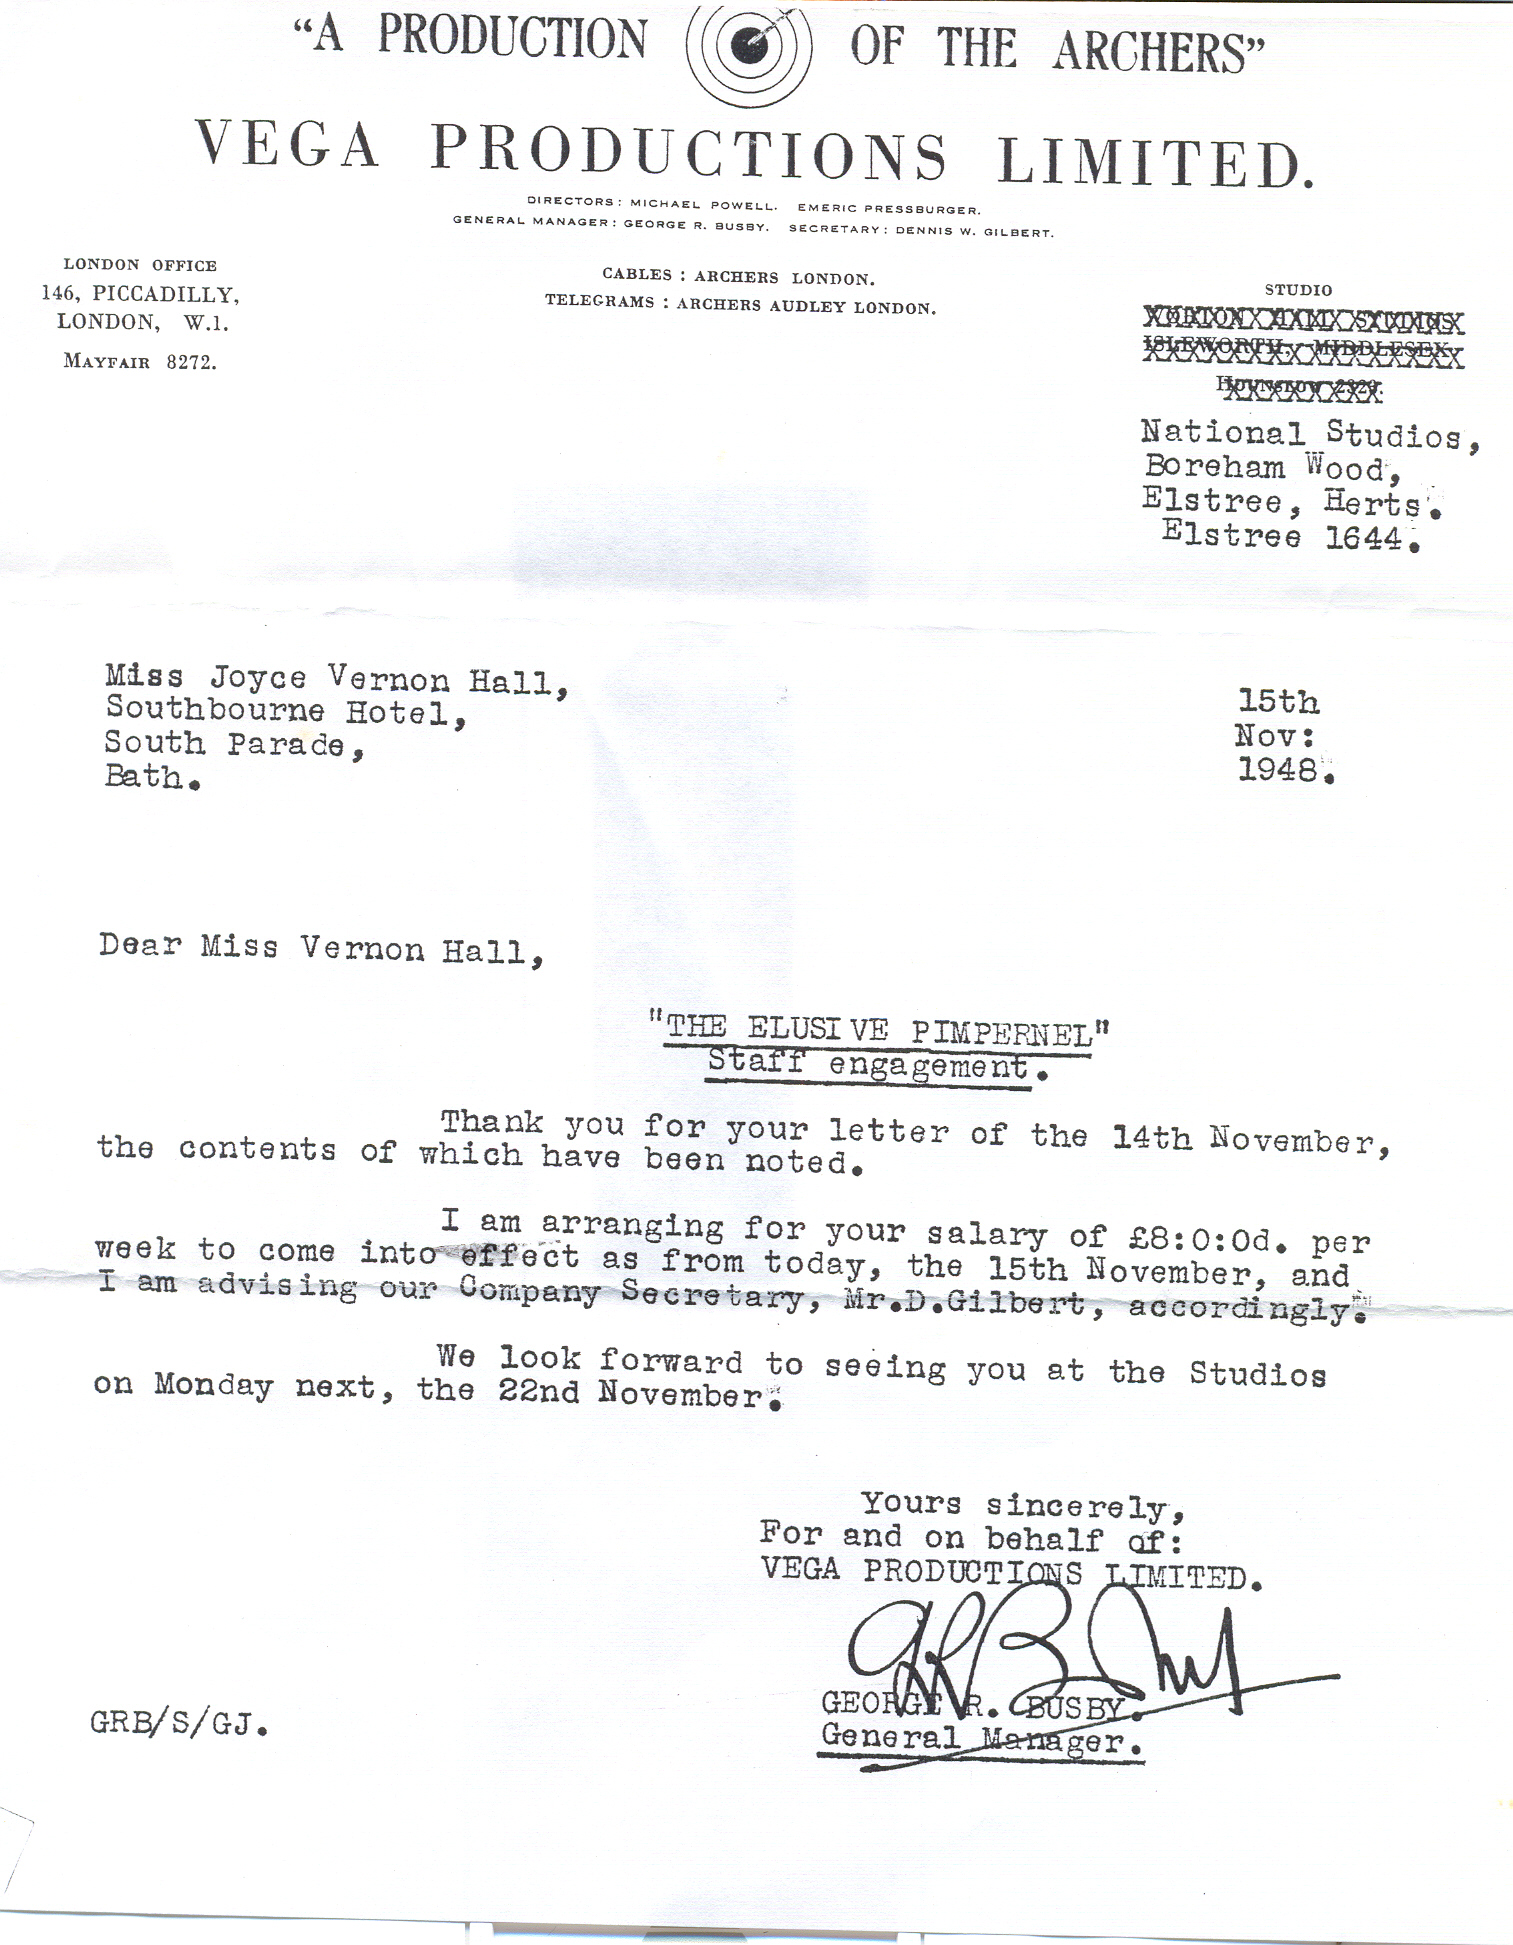 “A PRODUCTION OF THE ARCHERS”
VEGA PRODUCTIONS LIMITED.
DIRECTORS: MICHAEL POWELL. EMERIC PRESSBURGER.
GENERAL MANAGER: GEORGE R. BUSBY. SECRETARY: DENNIS W. GILBERT.
LONDON OFFICE
146, PICCADILLY,
LONDON, W.1.
MAYFAIR 8272.
CABLES : ARCHERS LONDON.
TELEGRAMS : ARCHERS AUDLEY LONDON.
STUDIO
ISLEWORTH, MIDDLESEX.
National Studios,
Boreham Wood,
Elstree, Herts.
Elstree 1644.
Miss Joyce Vernon Hall,
Southbourne Hotel,
South Parade,
Bath.
15th
Nov:
1948.
Dear Miss Vernon Hall,
"THE ELUSIVE PIMPERNEL"
Staff engagement.
Thank you for your letter of the 14th November,
the contents of which have been noted.
I am arranging for your salary of £8:0:0d. per
week to come into effect as from today, the 15th November, and
I am advising our Company Secretary, Mr.D.Gilbert, accordingly.
We look forward to seeing you at the Studios
on Monday next, the 22nd November.
Yours sincerely,
For and on behalf of:
VEGA PRODUCTIONS LIMITED.
GEORGE R. BUSBY.
General Manager.
GRB/S/GJ.